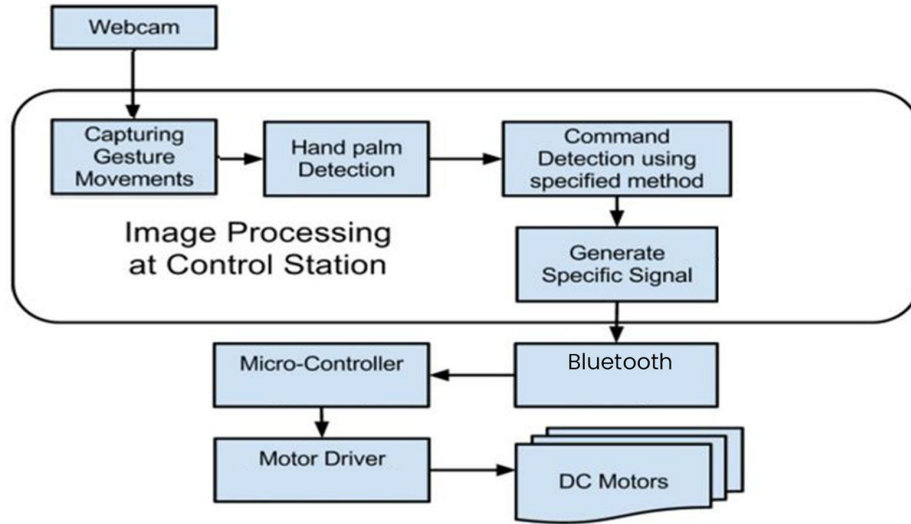 Webcam
Capturing
Gesture
Movements
Hand palm
Detection
Command
Detection using
specified method
Image Processing
at Control Station
Generate
Specific Signal
Micro-Controller
Bluetooth
Motor Driver
DC Motors